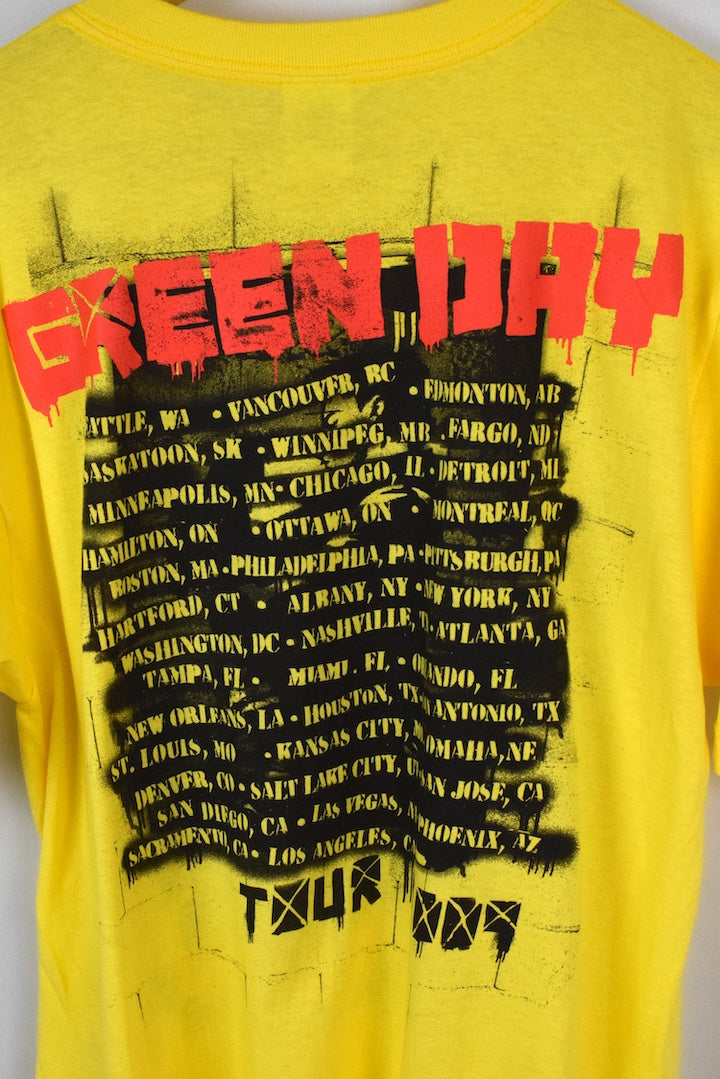 GREEN DAY
ATTLE, WA • VANCOUVER, BC • EDMONTON, AB
SASKATOON, SK • WINNIPEG, MB . FARGO, ND
MINNEAPOLIS, MN • CHICAGO, IL • DETROIT, MI
HAMILTON, ON • OTTAWA, ON • MONTREAL, QC
BOSTON, MA • PHILADELPHIA, PA • PITTSBURGH, PA
HARTFORD, CT • ALBANY, NY • NEW YORK, NY
WASHINGTON, DC • NASHVILLE, T • ATLANTA, GA
TAMPA, FL • MIAMI. FL • ORLANDO, FL
NEW ORLEANS, LA • HOUSTON, TX ANTONIO, TX
ST. LOUIS, MO • KANSAS CITY, M OMAHA, NE
DENVER, CO • SALT LAKE CITY, U SAN JOSE, CA
SAN DIEGO, CA • LAS VEGAS, N PHOENIX, AZ
SACRAMENTO, CA • LOS ANGELES, CA
TOUR 009